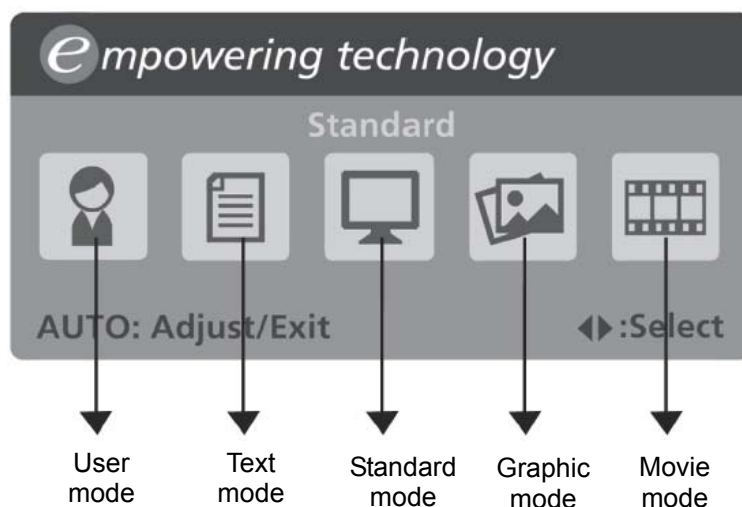 empowering technology
Standard
AUTO: Adjust/Exit ◀▶:Select
User mode
Text mode
Standard mode
Graphic mode
Movie mode